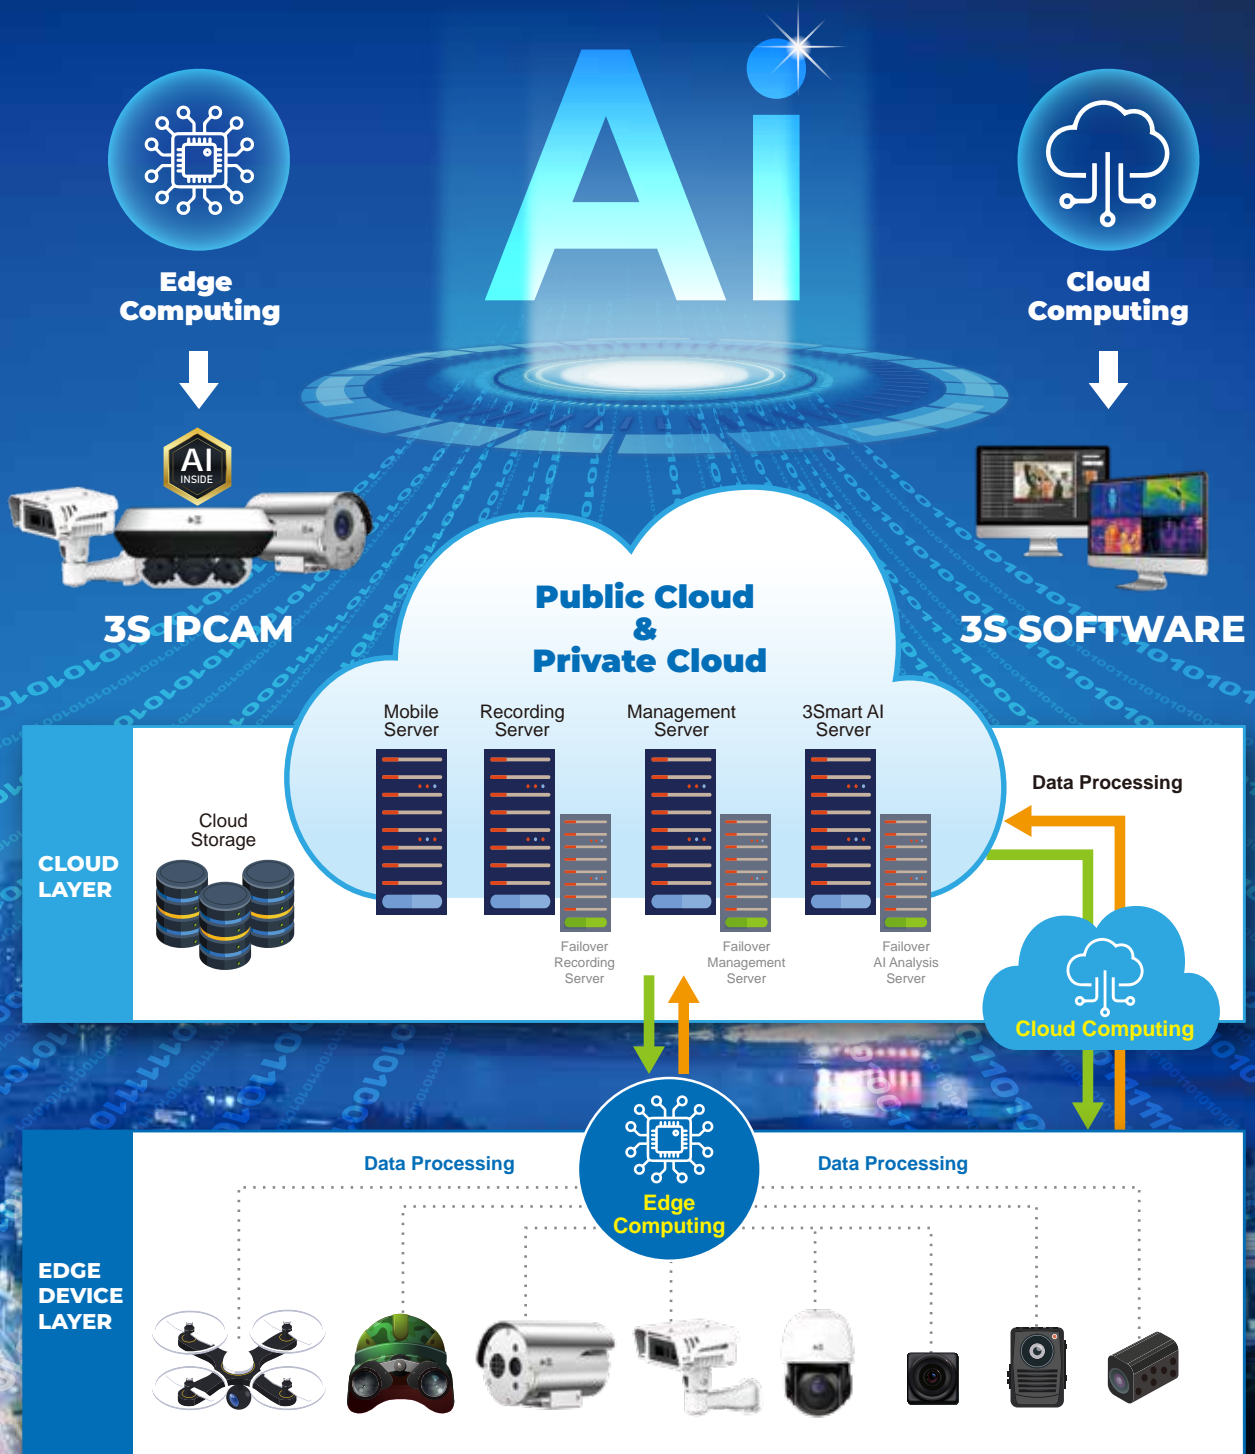 Ai
Edge
Computing
Cloud
Computing
AI
INSIDE
3S IPCAM
3S SOFTWARE
Public Cloud
&
Private Cloud
Mobile
Server
Recording
Server
Management
Server
3Smart AI
Server
Data Processing
Cloud
Storage
CLOUD
LAYER
Failover
Recording
Server
Failover
Management
Server
Failover
AI Analysis
Server
Cloud Computing
Data Processing
Data Processing
Edge
Computing
EDGE
DEVICE
LAYER